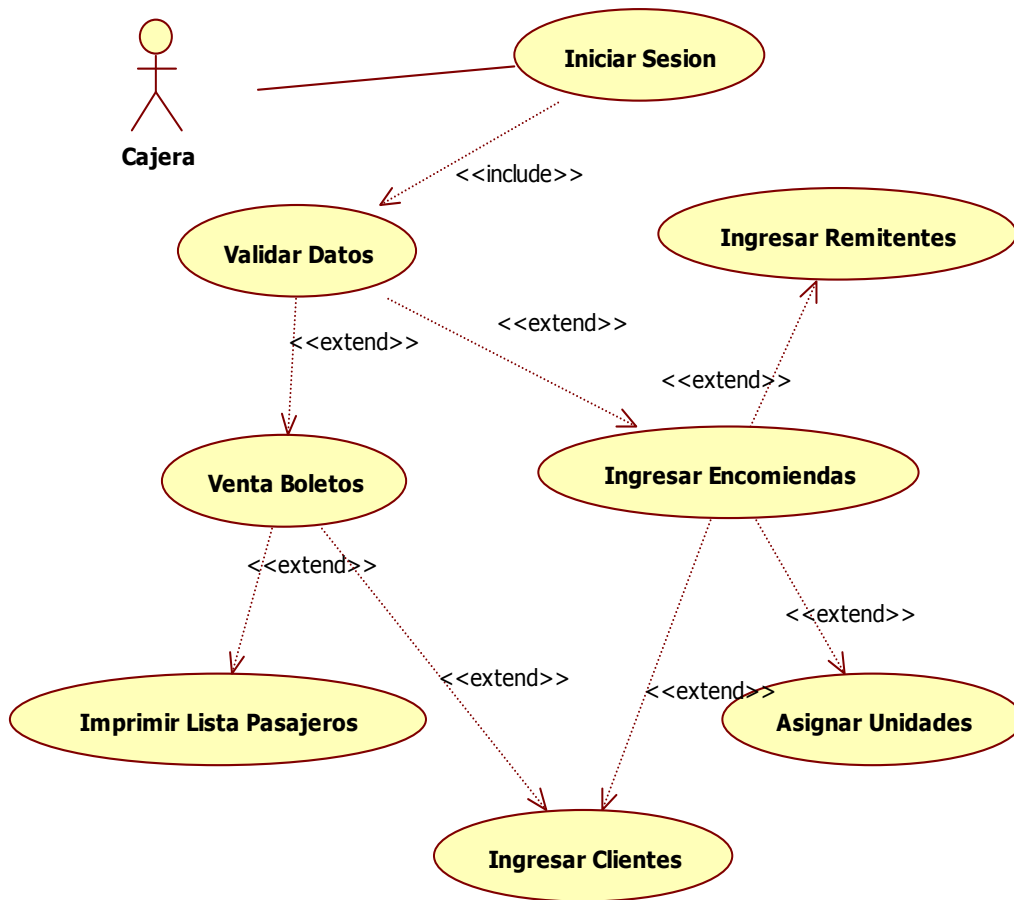 Iniciar Sesion
Cajera
<<include>>
Ingresar Remitentes
Validar Datos
<<extend>>
<<extend>>
<<extend>>
Venta Boletos
Ingresar Encomiendas
<<extend>>
<<extend>>
<<extend>>
<<extend>>
Imprimir Lista Pasajeros
Asignar Unidades
Ingresar Clientes